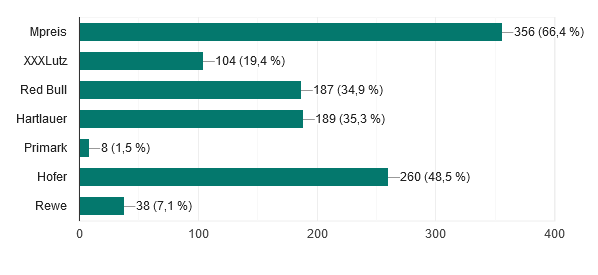 Mpreis 356 (66,4 %)
XXXLutz 104 (19,4 %)
Red Bull 187 (34,9 %)
Hartlauer 189 (35,3 %)
Primark 8 (1,5 %)
Hofer 260 (48,5 %)
Rewe 38 (7,1 %)
0 100 200 300 400